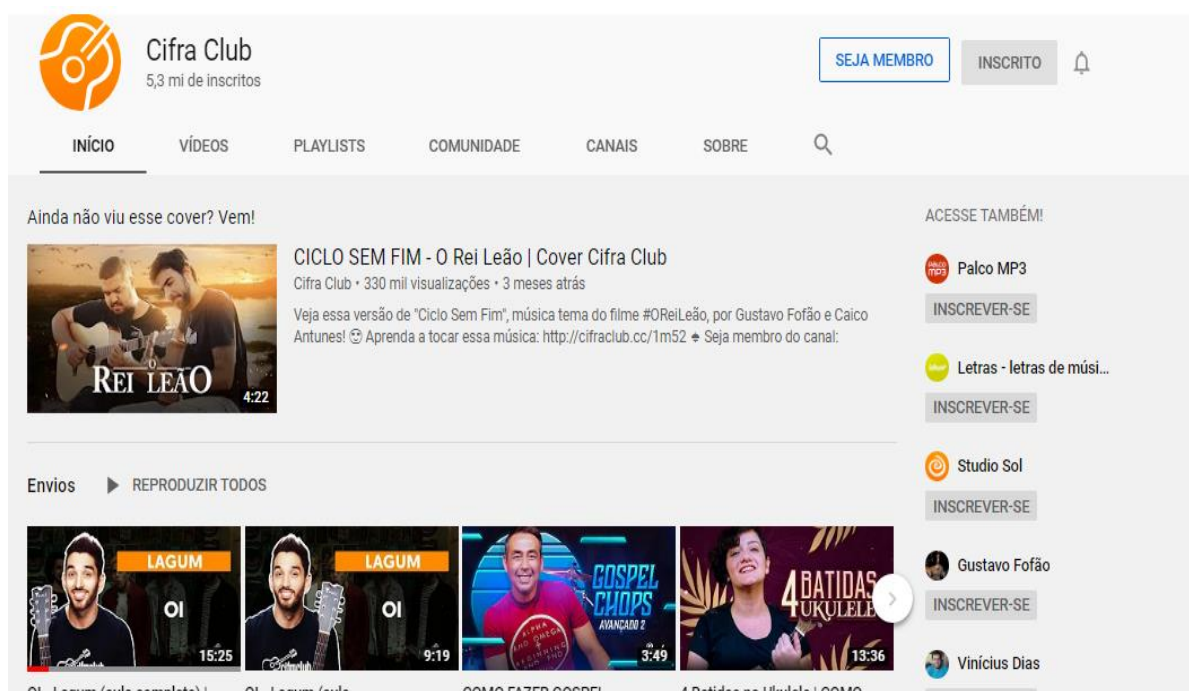 Cifra Club
5,3 mi de inscritos
SEJA MEMBRO
INSCRITO
INÍCIO VÍDEOS PLAYLISTS COMUNIDADE CANAIS SOBRE
Ainda não viu esse cover? Vem!
O
REI LEÃO
4:22
CICLO SEM FIM - O Rei Leão | Cover Cifra Club
Cifra Club • 330 mil visualizações • 3 meses atrás
Veja essa versão de "Ciclo Sem Fim", música tema do filme #OReiLeão, por Gustavo Fofão e Caico
Antunes! 🙂 Aprenda a tocar essa música: http://cifraclub.cc/1m52 ♠ Seja membro do canal:
Envios REPRODUZIR TODOS
LAGUM
OI
15:25
LAGUM
OI
9:19
GOSPEL
CHOPS
AVANÇADO 2
ALPHA
AND OMEGA
BEGINNING
3:49
4 BATIDAS
UKULELE
13:36
ACESSE TAMBÉM!
PALCO
MP3
Palco MP3
INSCREVER-SE
Letras - letras de músi...
INSCREVER-SE
Studio Sol
INSCREVER-SE
Gustavo Fofão
INSCREVER-SE
Vinícius Dias